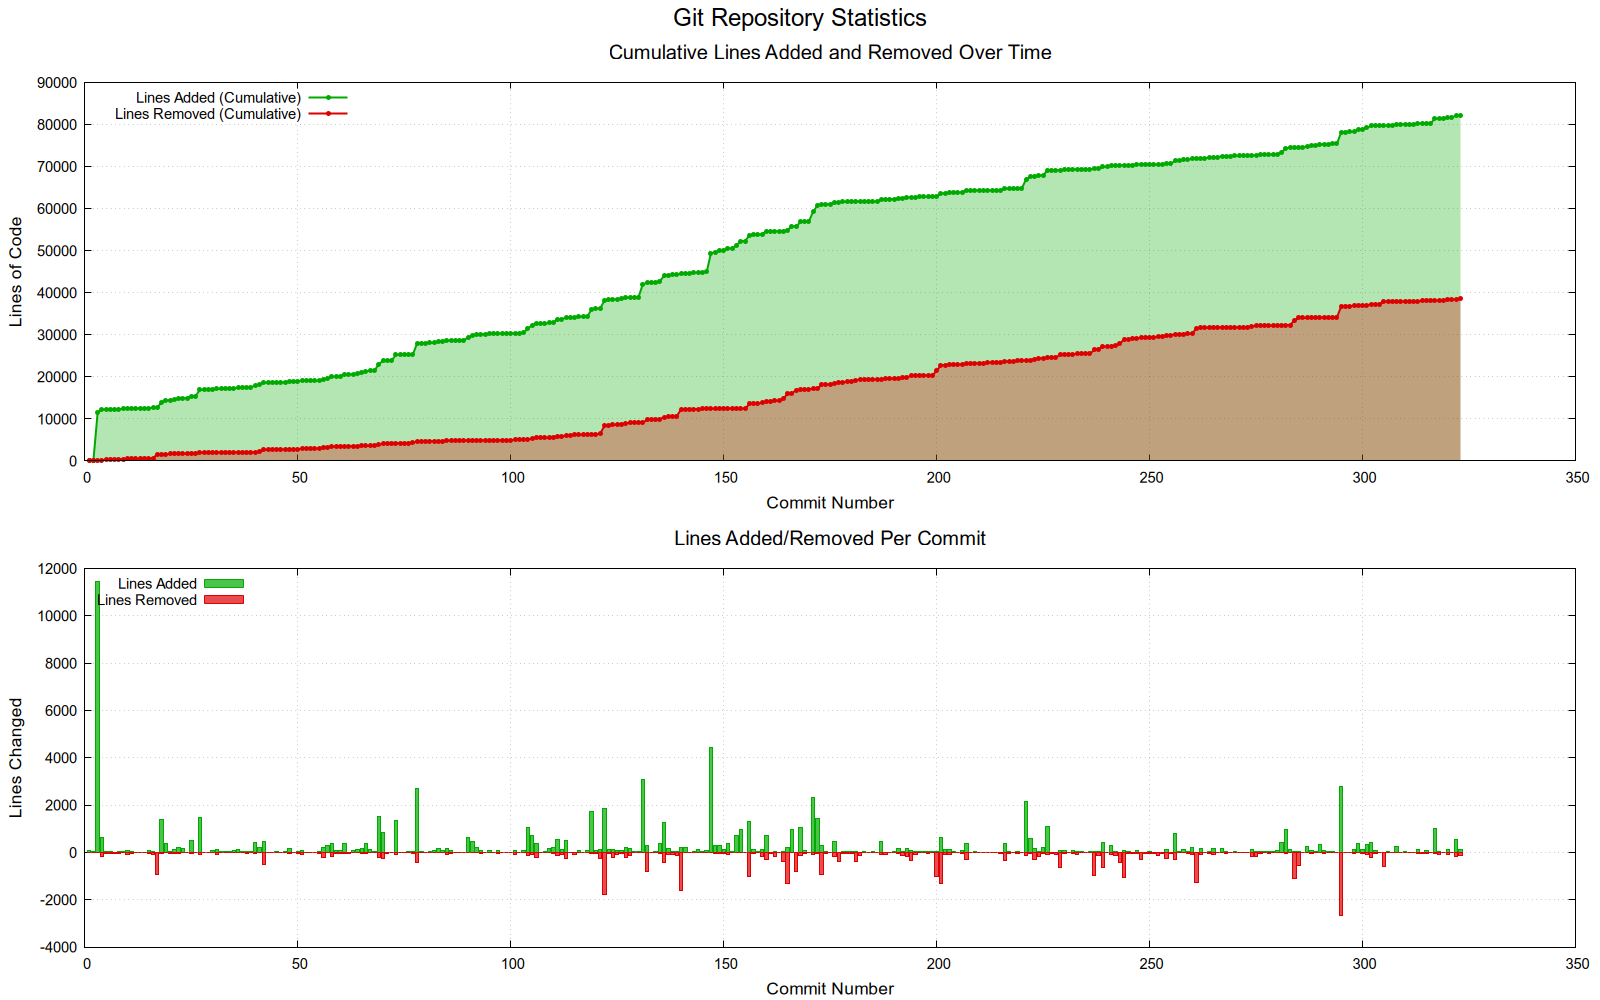 Git Repository Statistics
Cumulative Lines Added and Removed Over Time
90000
80000
70000
60000
50000
40000
30000
20000
10000
0
Lines of Code
Lines Added (Cumulative)
Lines Removed (Cumulative)
0 50 100 150 200 250 300 350
Commit Number
Lines Added/Removed Per Commit
12000
10000
8000
6000
4000
2000
0
-2000
-4000
Lines Changed
Lines Added
Lines Removed
0 50 100 150 200 250 300 350
Commit Number